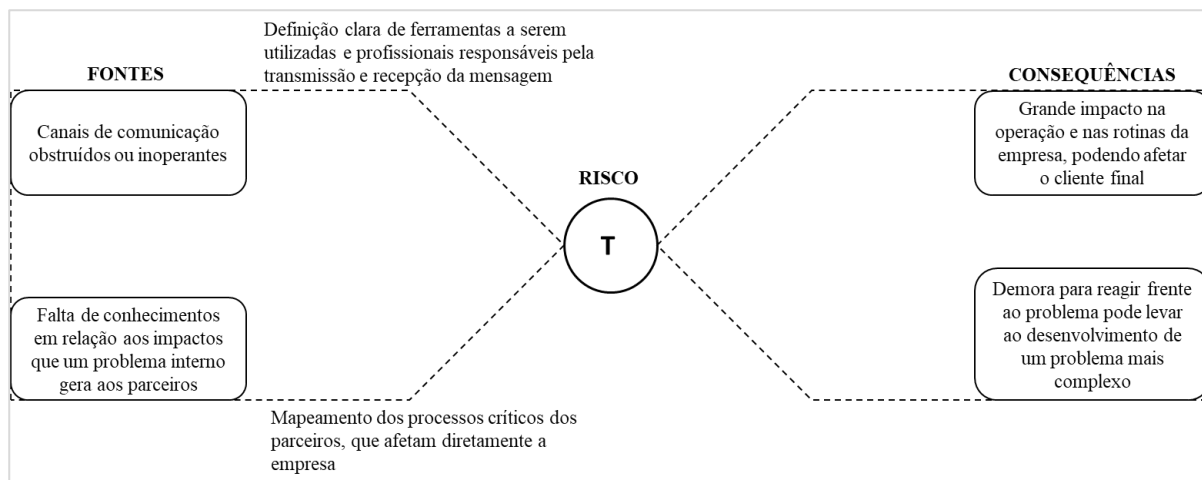 Definição clara de ferramentas a serem
utilizadas e profissionais responsáveis pela
transmissão e recepção da mensagem
FONTES
CONSEQUÊNCIAS
Canais de comunicação
obstruídos ou inoperantes
Grande impacto na
operação e nas rotinas da
empresa, podendo afetar
o cliente final
RISCO
T
Falta de conhecimentos
em relação aos impactos
que um problema interno
gera aos parceiros
Demora para reagir frente
ao problema pode levar
ao desenvolvimento de
um problema mais
complexo
Mapeamento dos processos críticos dos
parceiros, que afetam diretamente a
empresa